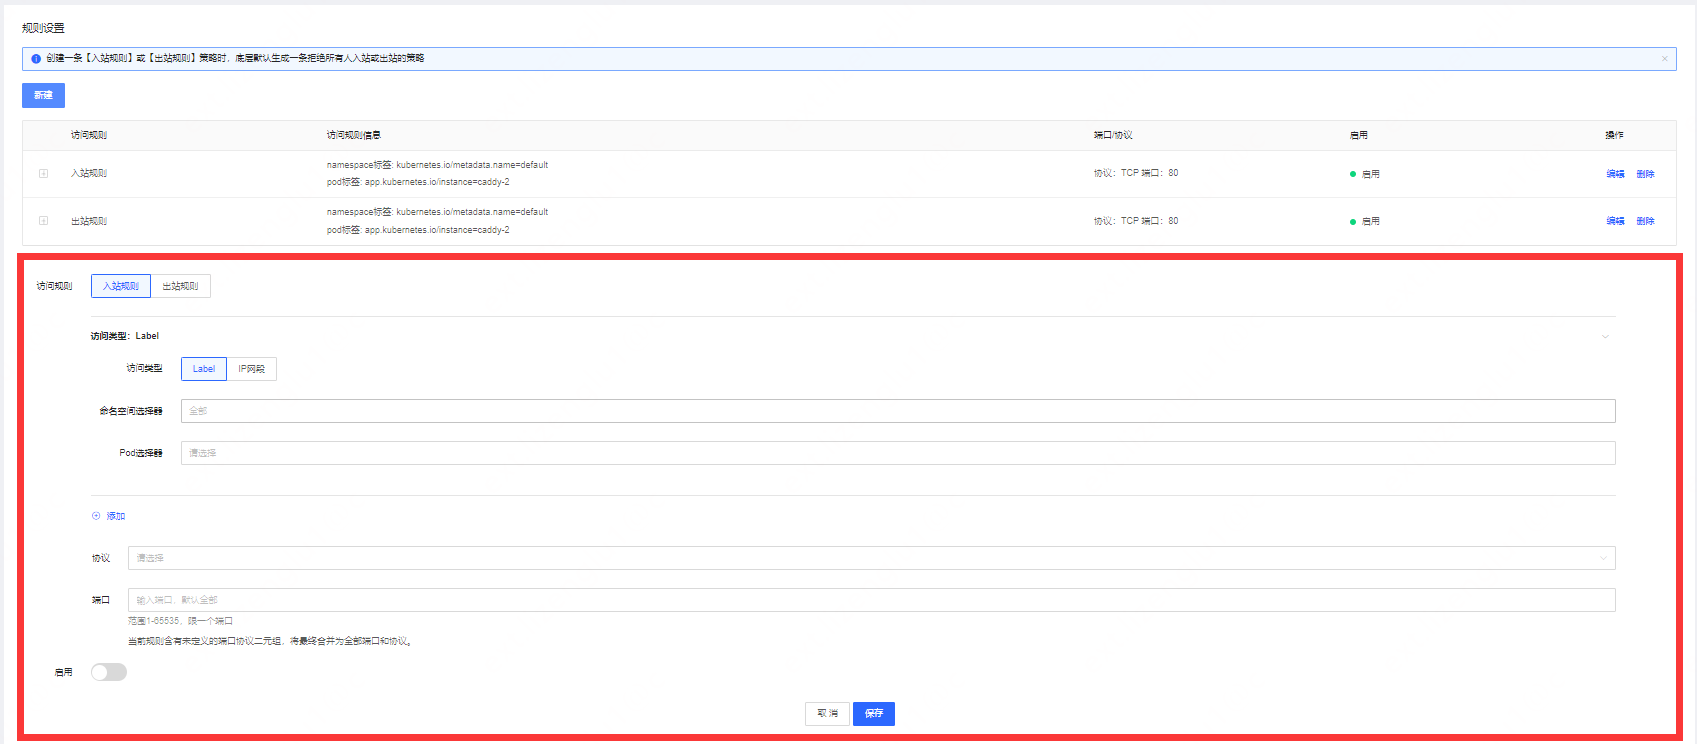 规则设置
创建一条【入站规则】或【出站规则】策略时，底层默认生成一条拒绝所有人入站或出站的策略
新建
访问规则 访问规则信息 端口/协议 启用 操作
入站规则 namespace标签: kubernetes.io/metadata.name=default 协议：TCP 端口：80 启用 编辑 删除
pod标签: app.kubernetes.io/instance=caddy-2
出站规则 namespace标签: kubernetes.io/metadata.name=default 协议：TCP 端口：80 启用 编辑 删除
pod标签: app.kubernetes.io/instance=caddy-2
访问规则 入站规则 出站规则
访问类型：Label
访问类型 Label IP网段
命名空间选择器 全部
Pod选择器 请选择
添加
协议 请选择
端口 输入端口，默认全部
范围1-65535，限一个端口
当前规则含有未定义的端口协议二元组，将最终合并为全部端口和协议。
启用
取消 保存